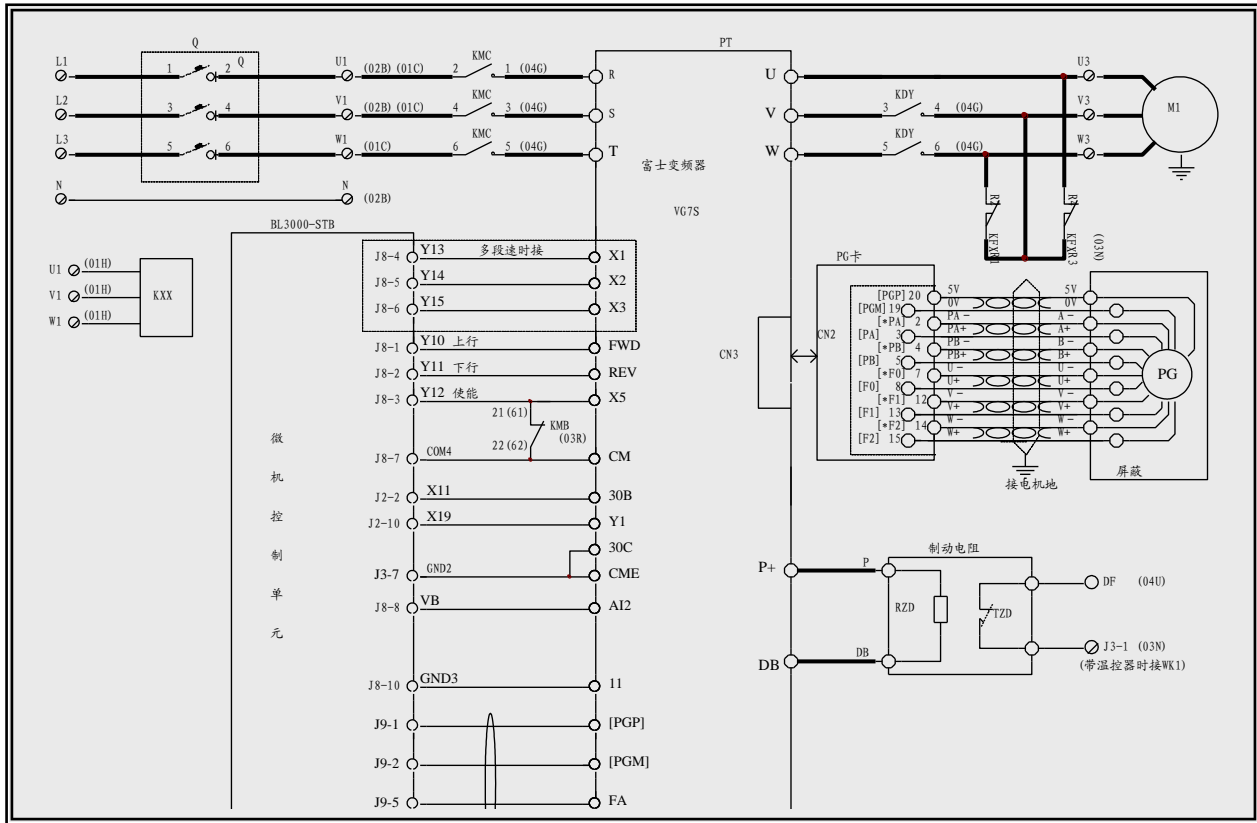 Q
PT
L1
1
2
Q
U1
(02B) (01C)
2
KMC
1
(04G)
R
U
U3
L2
3
4
V1
(02B) (01C)
4
KMC
3
(04G)
S
V
3
KDY
4
(04G)
V3
M1
L3
5
6
W1
(01C)
6
KMC
5
(04G)
T
W
5
KDY
6
(04G)
W3
富士变频器
VG7S
N
N
(02B)
KFXR1
KFXR3
(03N)
BL3000-STB
U1
(01H)
V1
(01H)
W1
(01H)
KXX
微机控制单元
J8-4
Y13
多段速时接
X1
J8-5
Y14
X2
J8-6
Y15
X3
J8-1
Y10
上行
FWD
J8-2
Y11
下行
REV
J8-3
Y12
使能
X5
21(61)
KMB
(03R)
22(62)
J8-7
COM4
CM
J2-2
X11
30B
J2-10
X19
Y1
30C
J3-7
GND2
CME
J8-8
VB
AI2
J8-10
GND3
11
J9-1
[PGP]
J9-2
[PGM]
J9-5
FA
CN3
CN2
PG卡
[PGP] 20
5V
5V
[PGM] 19
0V
0V
[*PA] 2
PA-
A-
[PA] 3
PA+
A+
[*PB] 4
PB-
B-
[PB] 5
PB+
B+
[*F0] 7
U-
U-
[F0] 8
U+
U+
[*F1] 12
V-
V-
[F1] 13
V+
V+
[*F2] 14
W-
W-
[F2] 15
W+
W+
PG
屏蔽
接电机地
制动电阻
P+
P
RZD
TZD
DF
(04U)
DB
DB
J3-1
(03N)
(带温控器时接WK1)